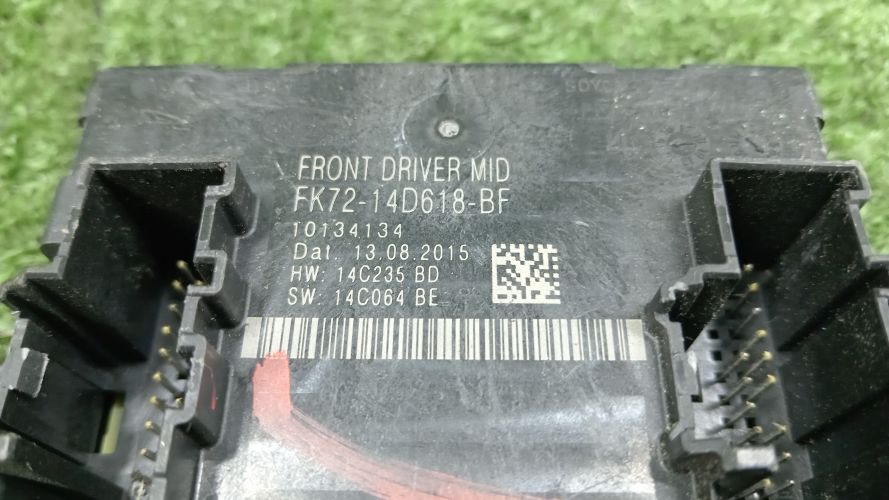 FRONT DRIVER MID
FK72-14D618-BF
10134134
Dat. 13.08.2015
HW: 14C235 BD
SW: 14C064 BE